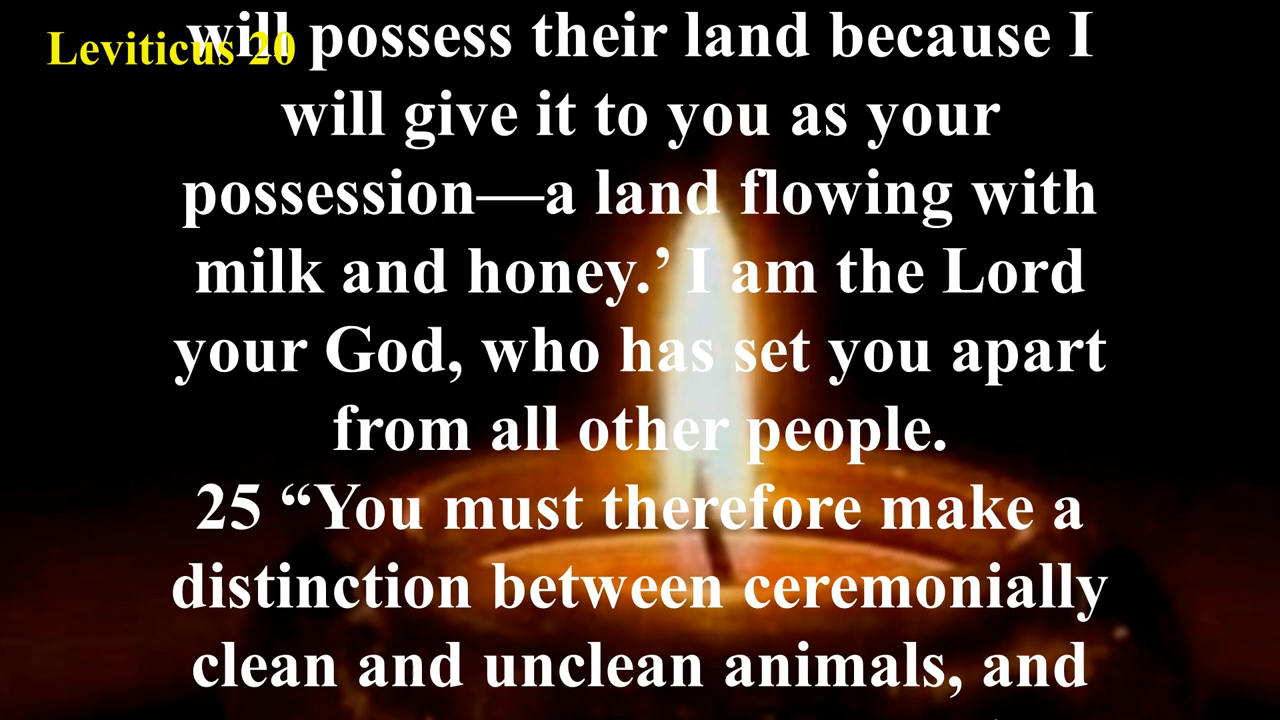 Leviticus 20
will possess their land because I
will give it to you as your
possession—a land flowing with
milk and honey.’ I am the Lord
your God, who has set you apart
from all other people.
25 “You must therefore make a
distinction between ceremonially
clean and unclean animals, and